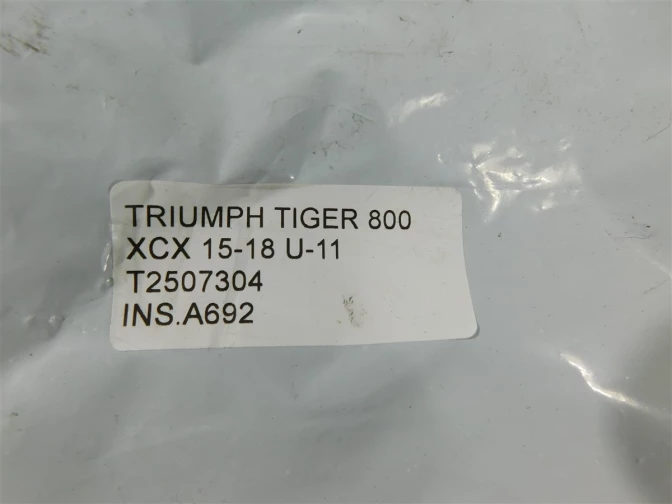 TRIUMPH TIGER 800
XCX 15-18 U-11
T2507304
INS.A692